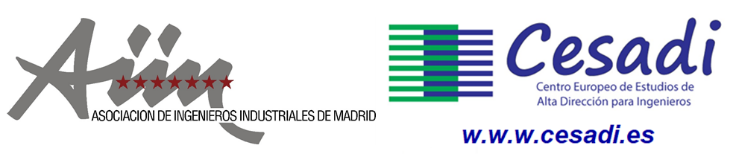 Aiim
ASOCIACION DE INGENIEROS INDUSTRIALES DE MADRID
Cesadi
Centro Europeo de Estudios de
Alta Dirección para Ingenieros
w.w.w.cesadi.es